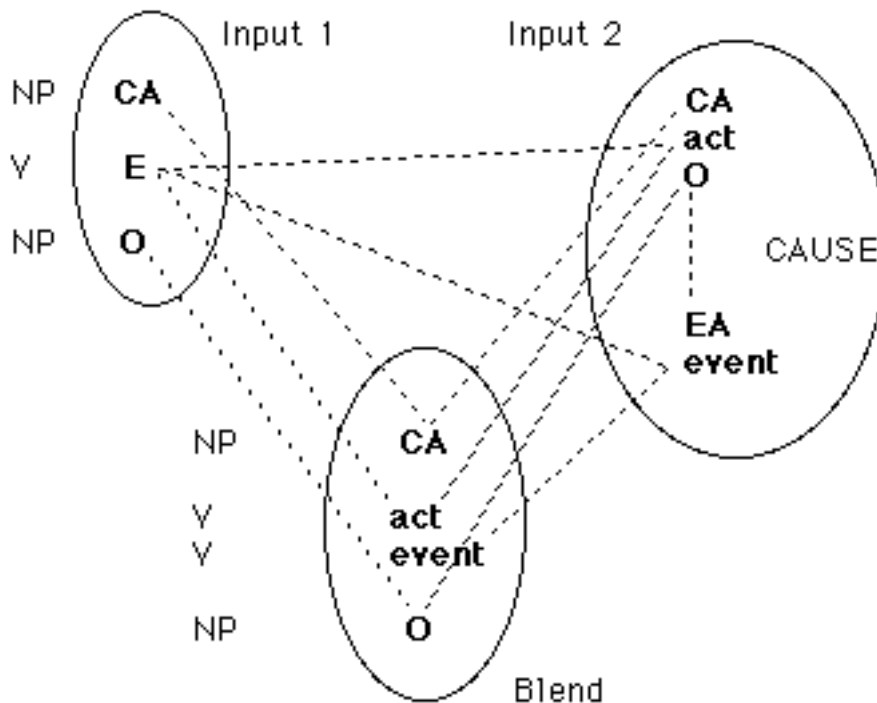 Input 1 Input 2
NP CA CA
act
V E O
NP O CAUSE
EA
event
NP CA
V act
V event
NP O
Blend